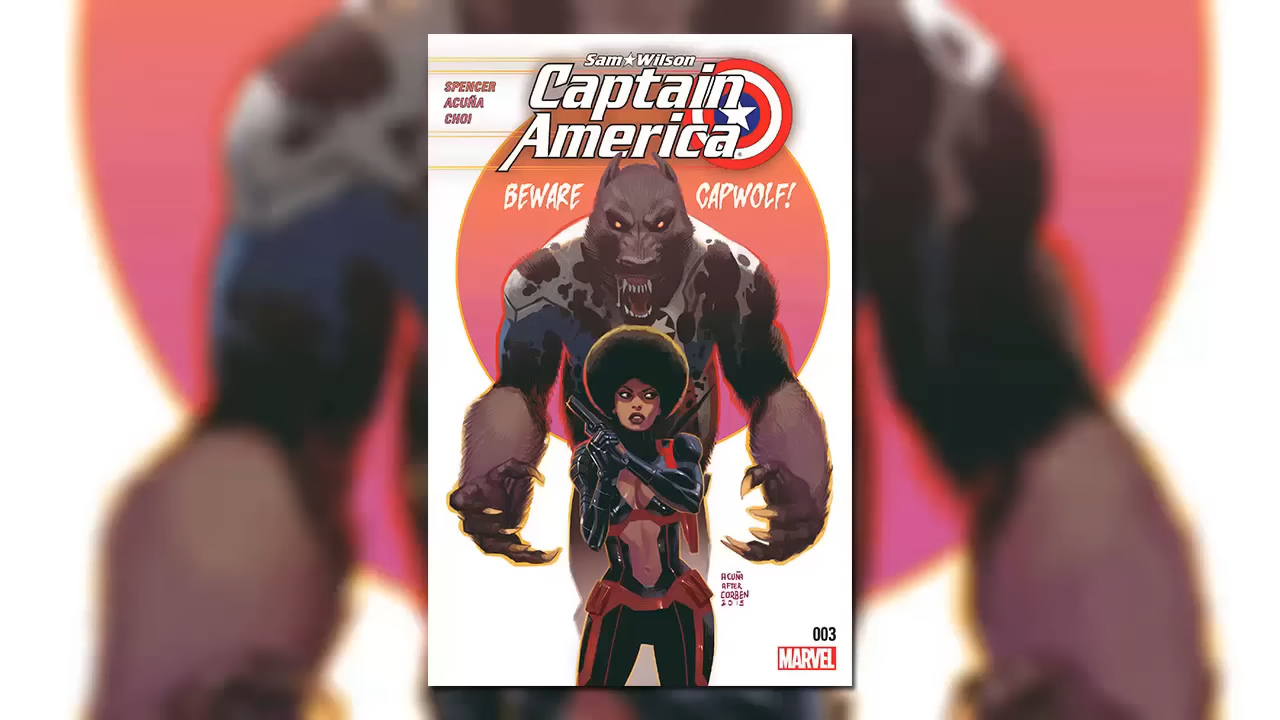 Sam★Wilson
Captain
America
SPENCER
ACUÑA
CHOI
BEWARE CAPWOLF!
ACUÑA
AFTER
CORBEN
2015
003
MARVEL